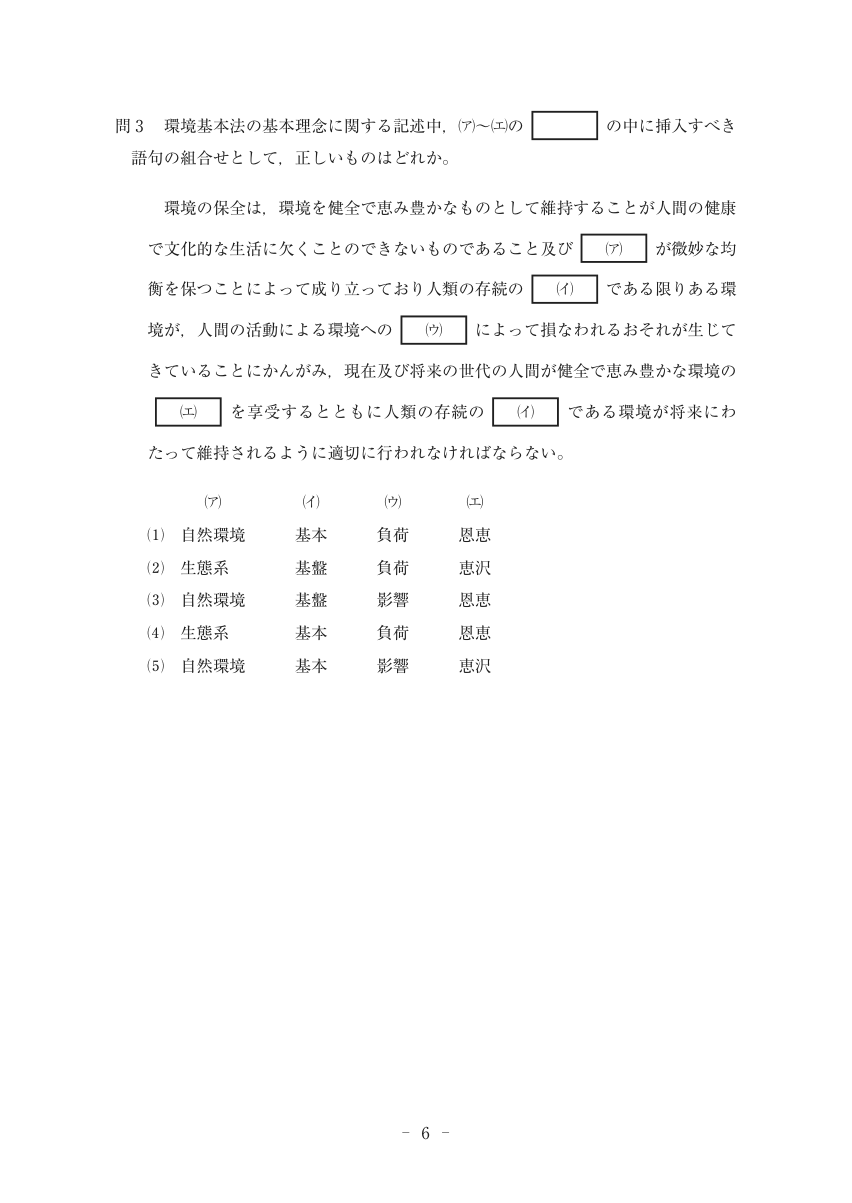 問3　環境基本法の基本理念に関する記述中，㋐～㋓の　　　　の中に挿入すべき
語句の組合せとして，正しいものはどれか。
環境の保全は，環境を健全で恵み豊かなものとして維持することが人間の健康
で文化的な生活に欠くことのできないものであること及び　(ア)　が微妙な均
衡を保つことによって成り立っており人類の存続の　(イ)　である限りある環
境が，人間の活動による環境への　(ウ)　によって損なわれるおそれが生じて
きていることにかんがみ，現在及び将来の世代の人間が健全で恵み豊かな環境の
(エ)　を享受するとともに人類の存続の　(イ)　である環境が将来にわ
たって維持されるように適切に行われなければならない。
(ア)　(イ)　(ウ)　(エ)
(1)　自然環境　基本　負荷　恩恵
(2)　生態系　基盤　負荷　恵沢
(3)　自然環境　基盤　影響　恩恵
(4)　生態系　基本　負荷　恩恵
(5)　自然環境　基本　影響　恵沢
－ 6 －